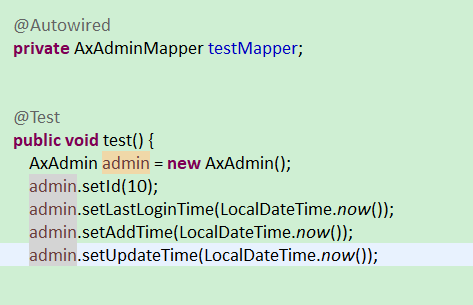 @Autowired
private AxAdminMapper testMapper;
@Test
public void test() {
AxAdmin admin = new AxAdmin();
admin.setId(10);
admin.setLastLoginTime(LocalDateTime.now());
admin.setAddTime(LocalDateTime.now());
admin.setUpdateTime(LocalDateTime.now());